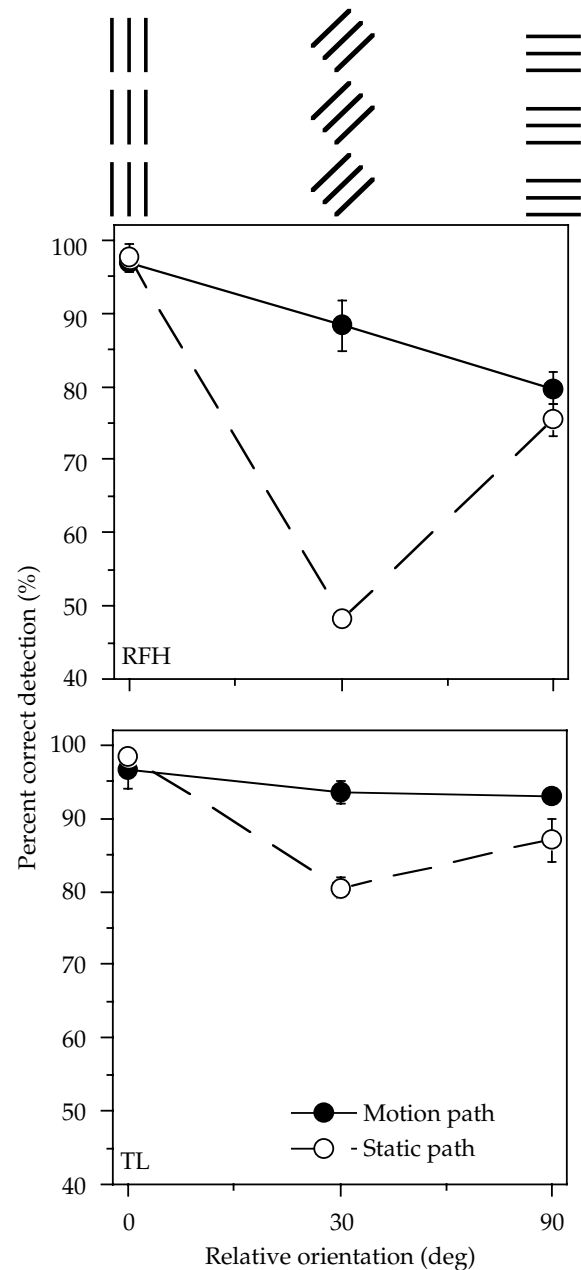 100
90
80
70
60
50
40
RFH
Percent correct detection (%)
100
90
80
70
60
50
40
Motion path
Static path
TL
0 30 90
Relative orientation (deg)